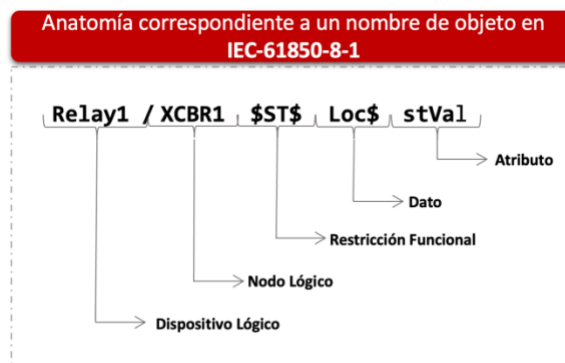 Anatomía correspondiente a un nombre de objeto en
IEC-61850-8-1
Relay1 / XCBR1 $ST$ Loc$ stVal
Atributo
Dato
Restricción Funcional
Nodo Lógico
Dispositivo Lógico